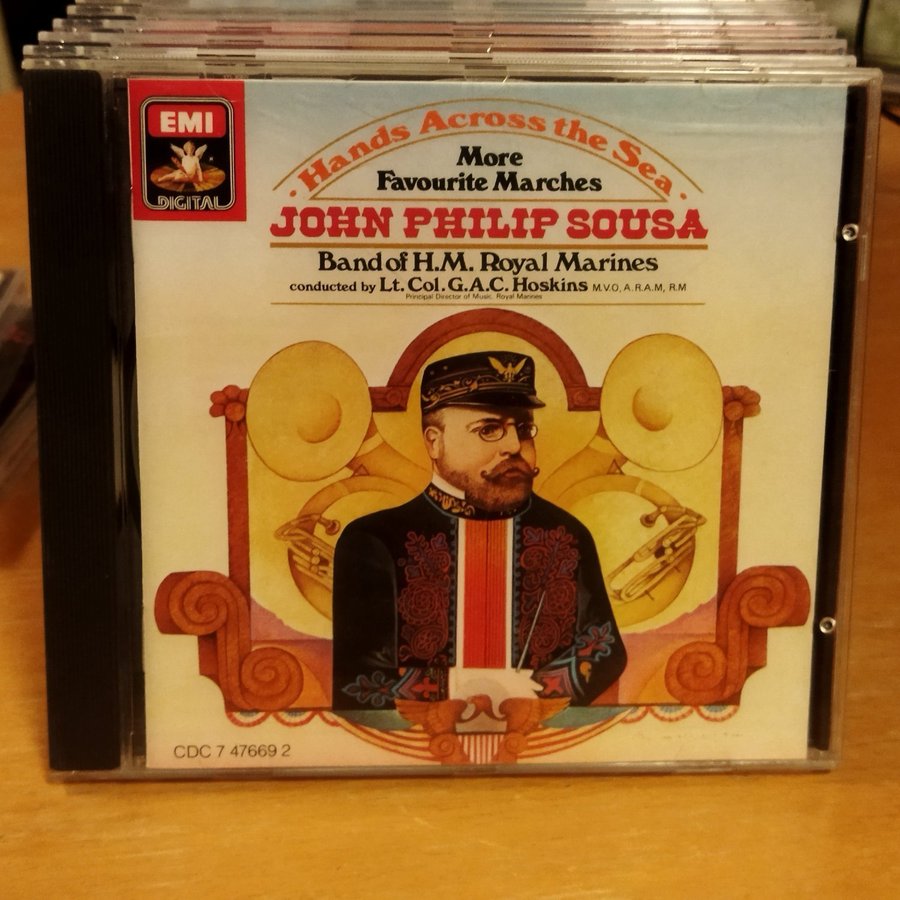 EMI
DIGITAL
· Hands Across the Sea ·
More
Favourite Marches
JOHN PHILIP SOUSA
Band of H.M. Royal Marines
conducted by Lt. Col. G.A.C. Hoskins M.V.O, A.R.A.M, R.M
Principal Director of Music, Royal Marines
CDC 7 47669 2